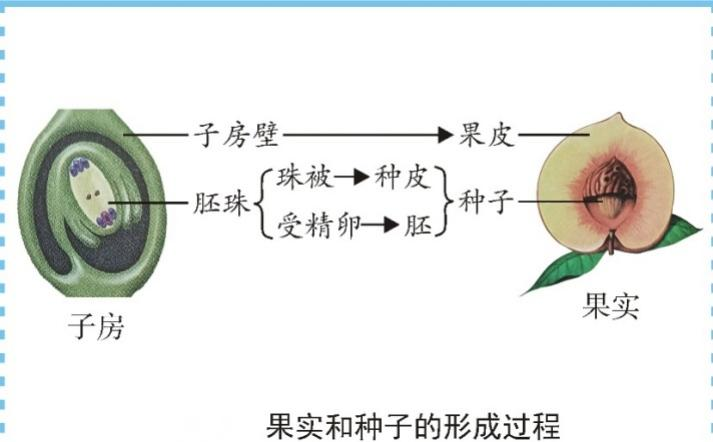 子房壁 果皮
珠被 种皮
胚珠 种子
受精卵 胚
子房 果实
果实和种子的形成过程